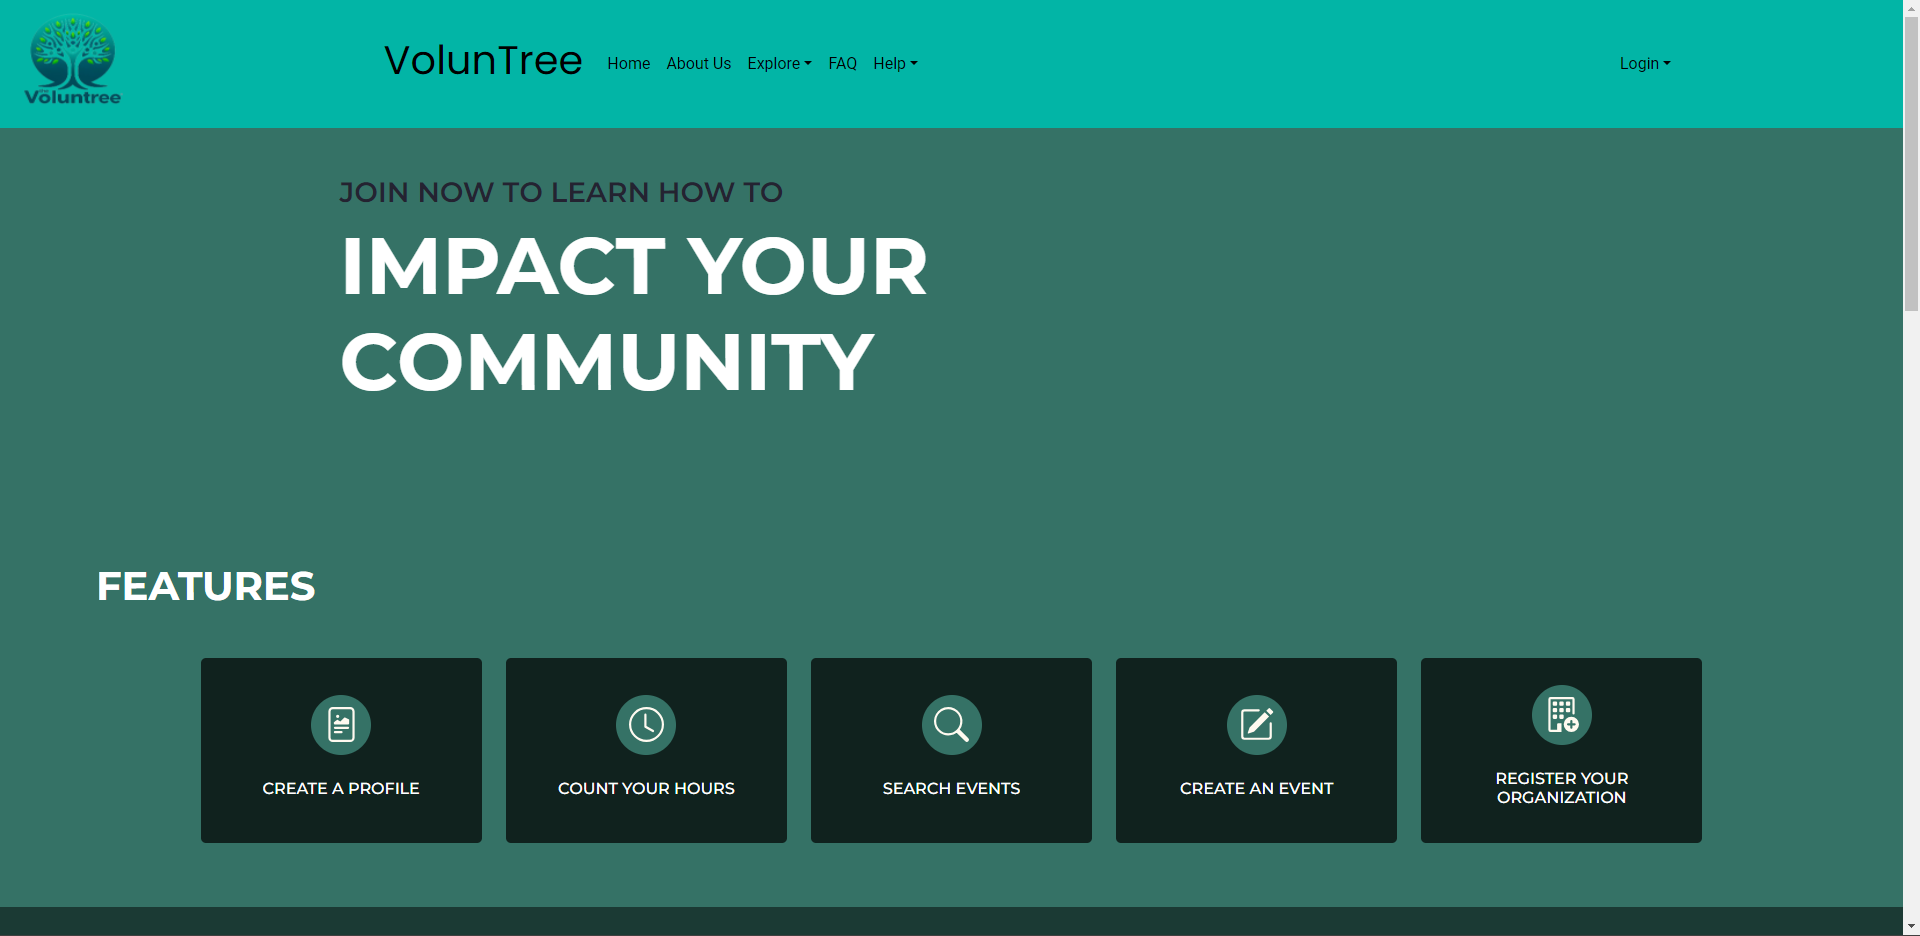 Voluntree
VolunTree
Home
About Us
Explore
FAQ
Help
Login
JOIN NOW TO LEARN HOW TO
IMPACT YOUR
COMMUNITY
FEATURES
CREATE A PROFILE
COUNT YOUR HOURS
SEARCH EVENTS
CREATE AN EVENT
REGISTER YOUR
ORGANIZATION